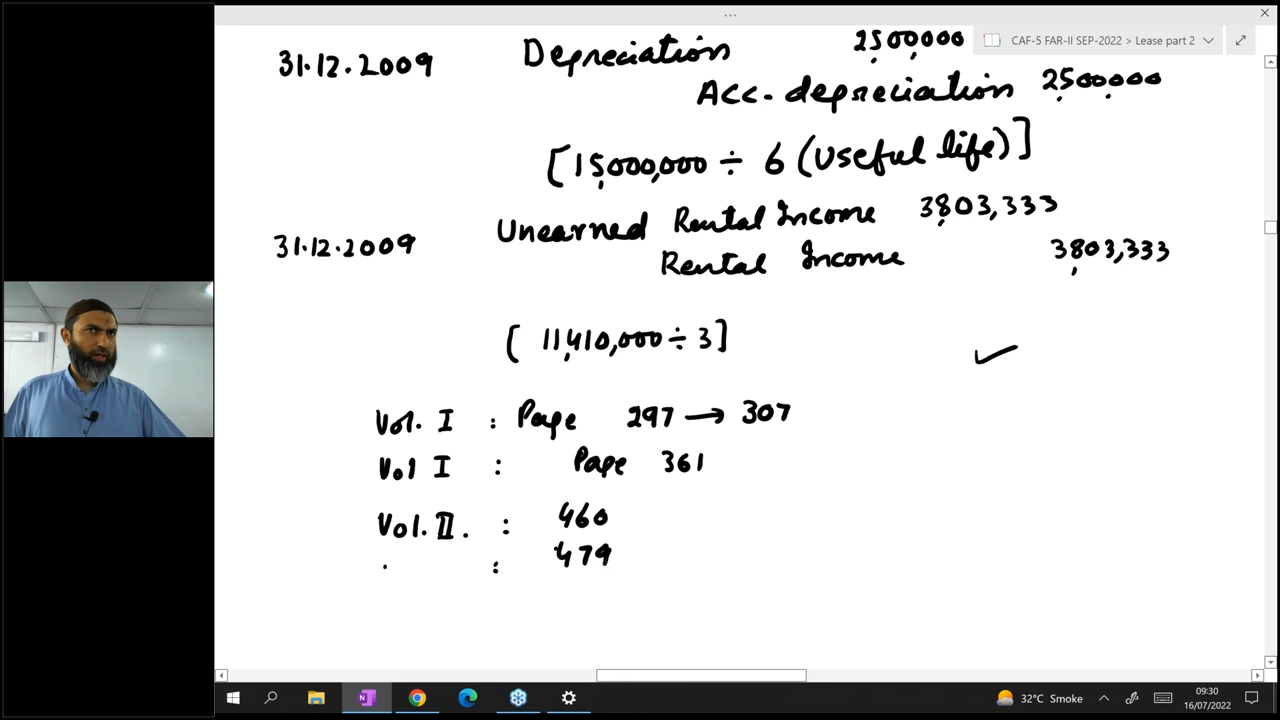 CAF-5 FAR-II SEP-2022 > Lease part 2
31.12.2009 Depreciation 2500000
Acc. depreciation 2500000
[15,000,000 ÷ 6 (Useful life)]
31.12.2009 Unearned Rental Income 3803,333
Rental Income 3803,333
[ 11,410,000 ÷ 3 ]
Vol. I : Page 297 → 307
Vol I : Page 361
Vol. II. : 460
: 479
32°C Smoke
09:30
16/07/2022